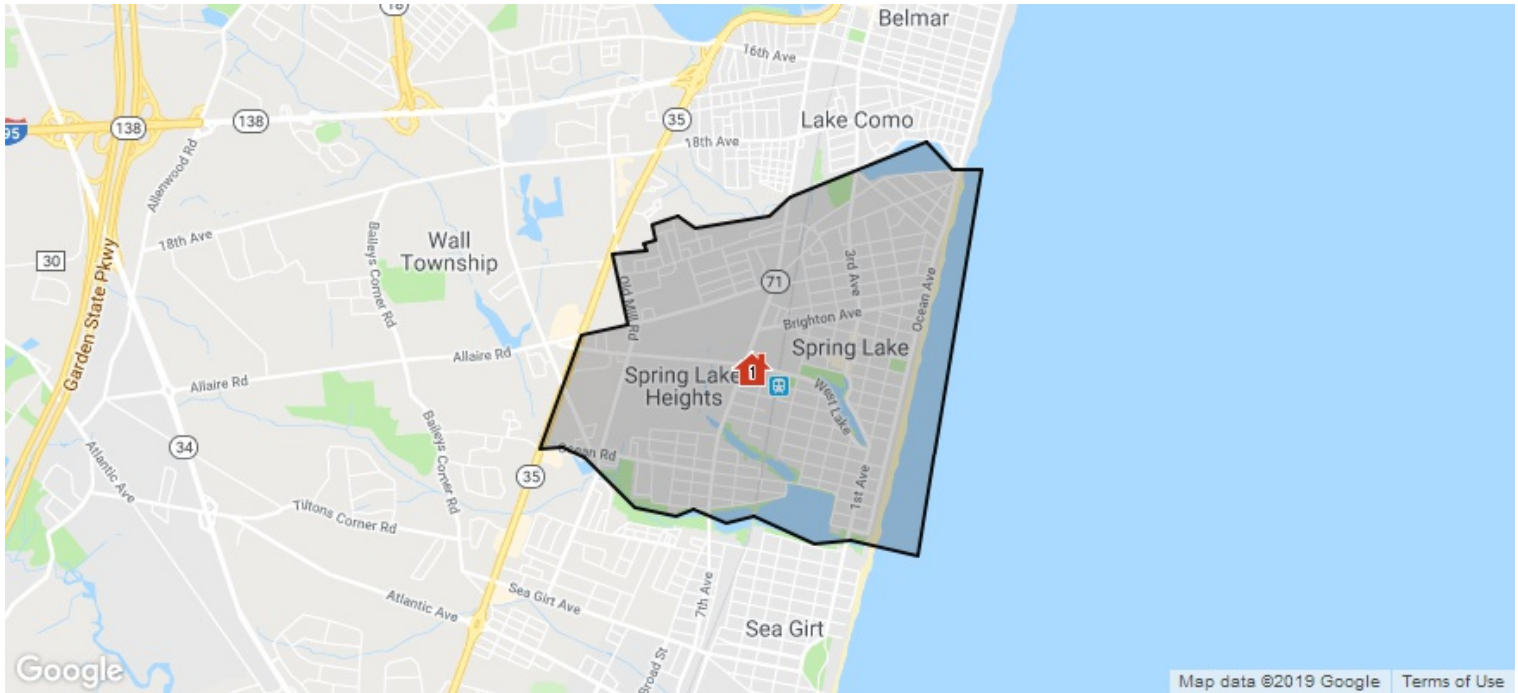 18
Belmar
16th Ave
95
138
138
35
Lake Como
18th Ave
Allenwood Rd
18th Ave
30
Garden State Pkwy
Baileys Corner Rd
Wall
Township
Old Mill Rd
71
3rd Ave
Ocean Ave
Brighton Ave
Allaire Rd
Allaire Rd
Spring Lake
1
Spring Lake
Heights
West Lake
Baileys Corner Rd
34
Atlantic Ave
Ocean Rd
35
1st Ave
Tiltons Corner Rd
Atlantic Ave
Sea Girt Ave
7th Ave
Sea Girt
Broad St
Google
Map data ©2019 Google
Terms of Use